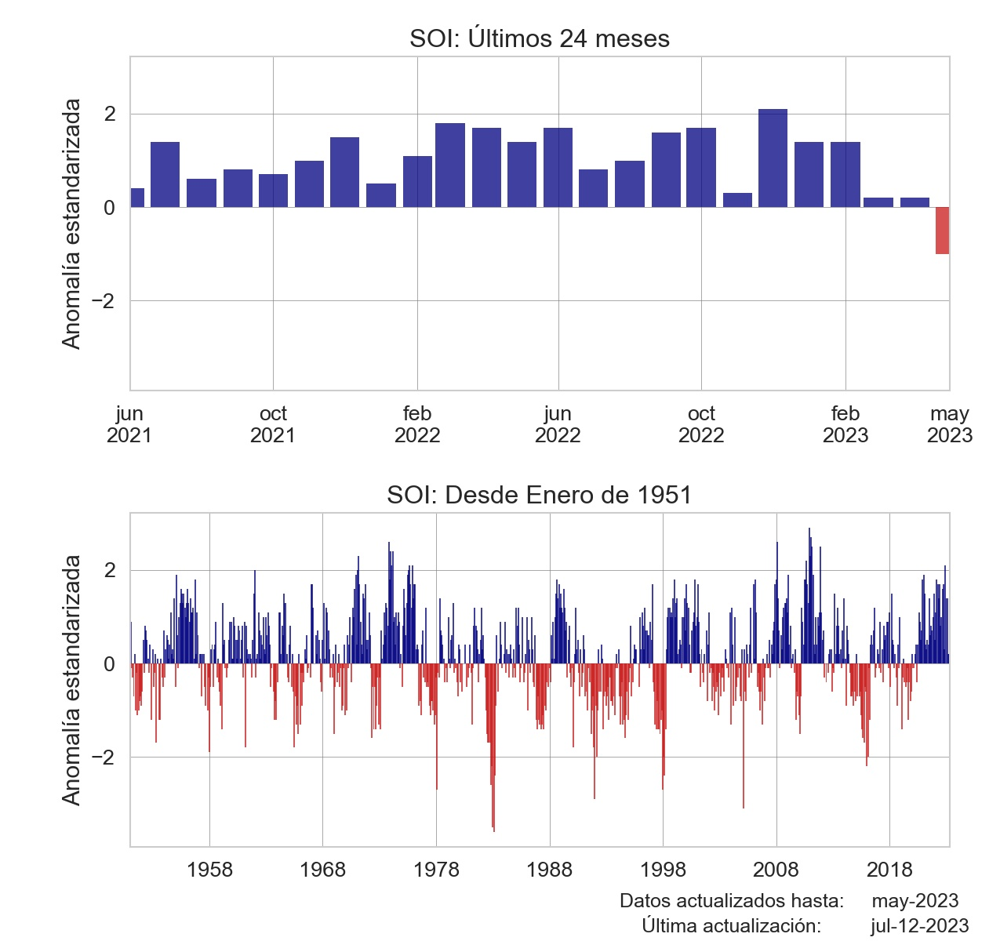 SOI: Últimos 24 meses
Anomalía estandarizada
2
0
−2
jun 2021
oct 2021
feb 2022
jun 2022
oct 2022
feb 2023
may 2023
SOI: Desde Enero de 1951
Anomalía estandarizada
2
0
−2
1958 1968 1978 1988 1998 2008 2018
Datos actualizados hasta: may-2023
Última actualización: jul-12-2023